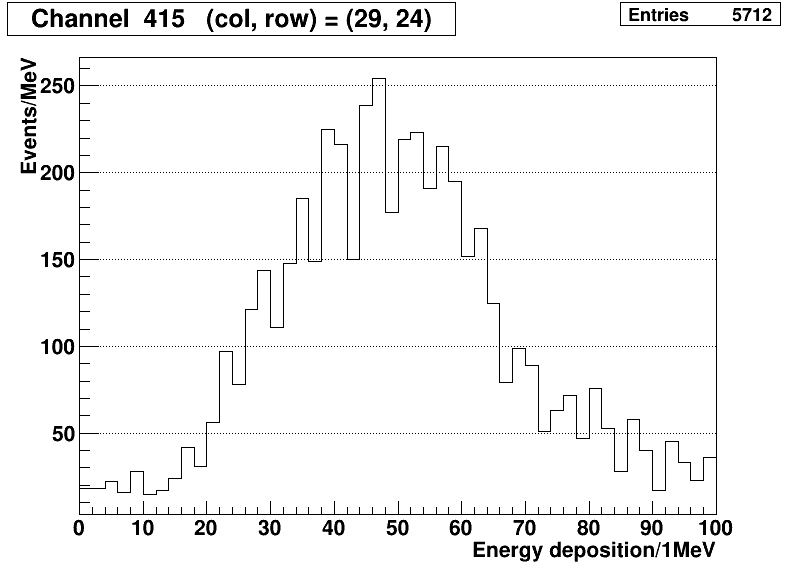 Channel 415 (col, row) = (29, 24)
Entries 5712
Events/MeV
250
200
150
100
50
0 10 20 30 40 50 60 70 80 90 100
Energy deposition/1MeV